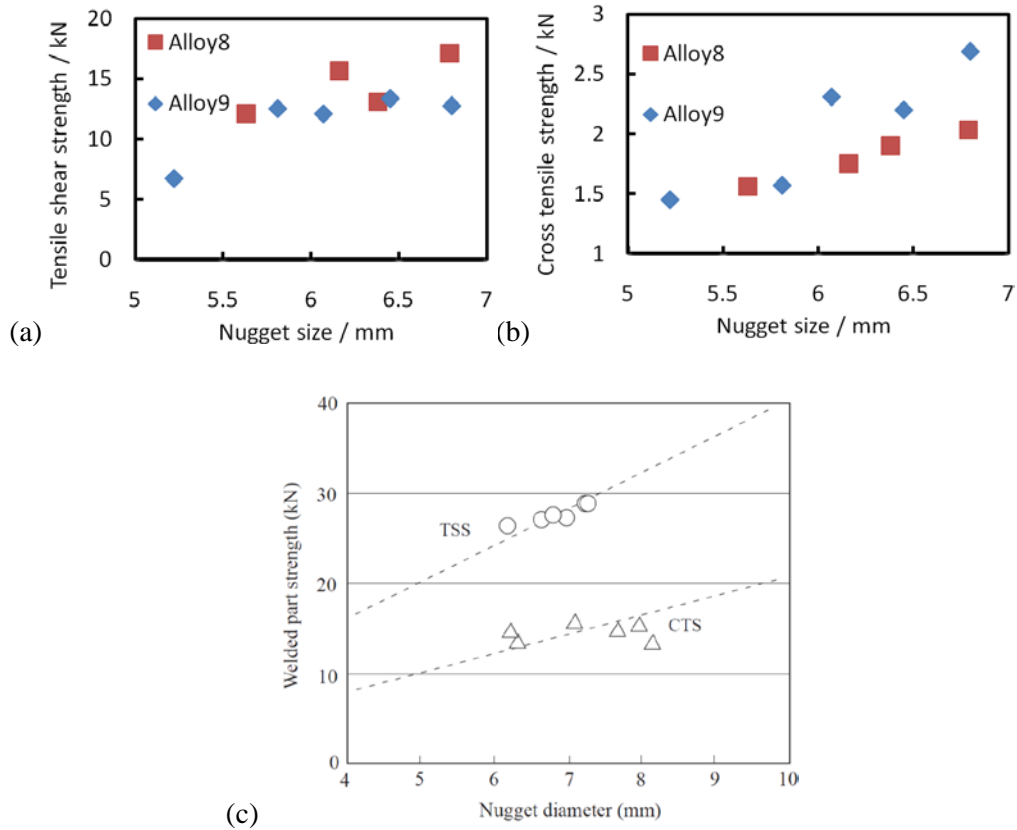 Tensile shear strength / kN
20
15
10
5
0
Alloy8
Alloy9
5 5.5 6 6.5 7
Nugget size / mm
(a)
Cross tensile strength / kN
3
2.5
2
1.5
1
Alloy8
Alloy9
5 5.5 6 6.5 7
Nugget size / mm
(b)
Welded part strength (kN)
40
30
20
10
0
TSS
CTS
4 5 6 7 8 9 10
Nugget diameter (mm)
(c)